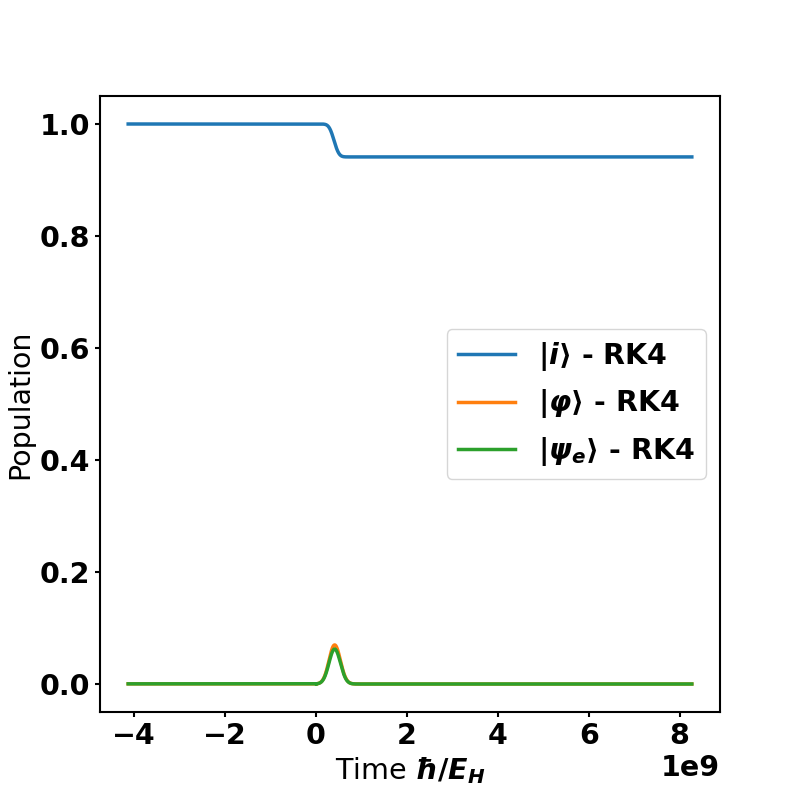 1.0
0.8
0.6
0.4
0.2
0.0
Population
|i⟩ - RK4
|φ⟩ - RK4
|ψₑ⟩ - RK4
−4 −2 0 2 4 6 8
1e9
Time ħ/E_H